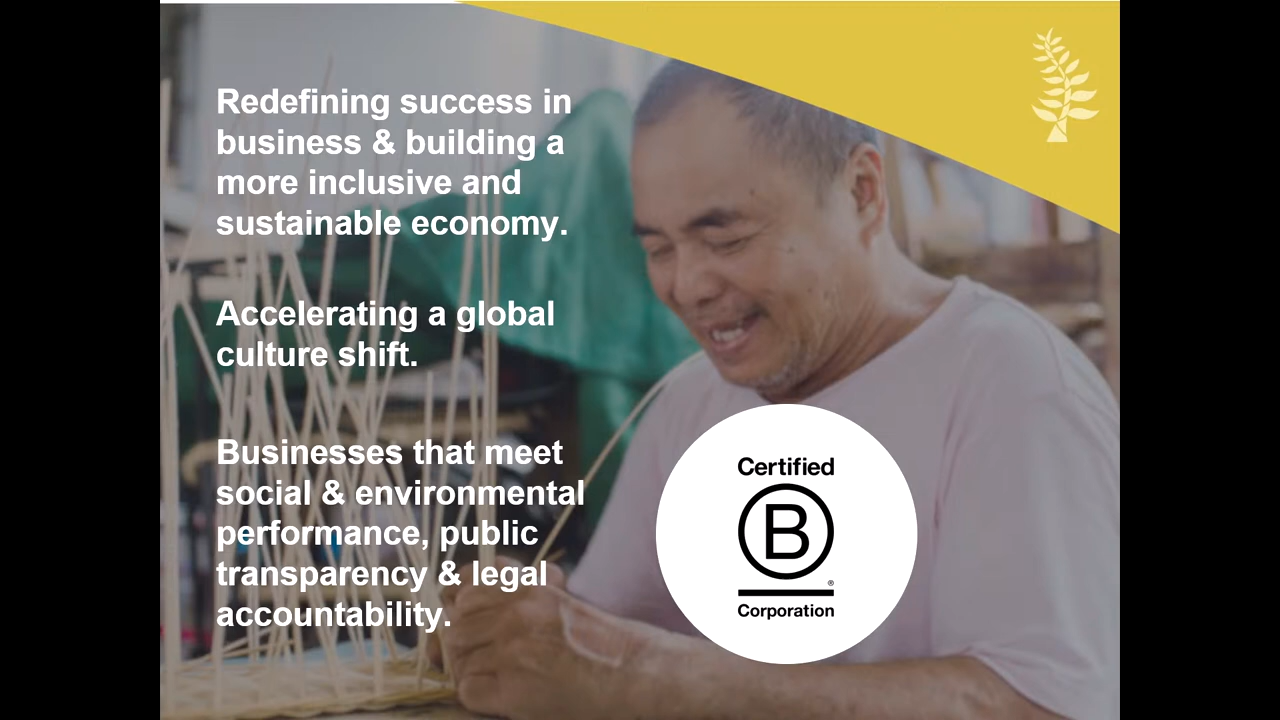 Redefining success in
business & building a
more inclusive and
sustainable economy.
Accelerating a global
culture shift.
Businesses that meet
social & environmental
performance, public
transparency & legal
accountability.
Certified
B
®
Corporation